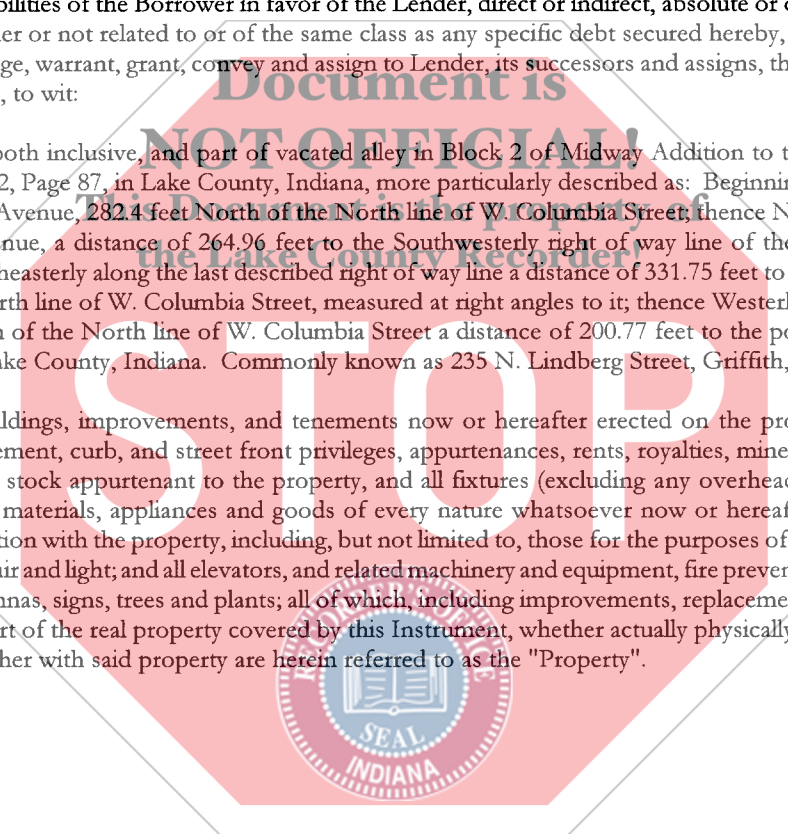 bilities of the Borrower in favor of the Lender, direct or indirect, absolute or
er or not related to or of the same class as any specific debt secured hereby,
ge, warrant, grant, convey and assign to Lender, its successors and assigns, th
Document is
, to wit:
NOT OFFICIAL!
both inclusive, and part of vacated alley in Block 2 of Midway Addition to t
2, Page 87, in Lake County, Indiana, more particularly described as: Beginni
This Document is the property of
Avenue, 282.4 feet North of the North line of W. Columbia Street; thence N
nue, a distance of 264.96 feet to the Southwesterly right of way line of the
the Lake County Recorder!
heasterly along the last described right of way line a distance of 331.75 feet to
rth line of W. Columbia Street, measured at right angles to it; thence Wester
n of the North line of W. Columbia Street a distance of 200.77 feet to the po
ake County, Indiana. Commonly known as 235 N. Lindberg Street, Griffith,
STOP
ldings, improvements, and tenements now or hereafter erected on the pro
ement, curb, and street front privileges, appurtenances, rents, royalties, mine
stock appurtenant to the property, and all fixtures (excluding any overhea
materials, appliances and goods of every nature whatsoever now or hereaf
tion with the property, including, but not limited to, those for the purposes of
air and light; and all elevators, and related machinery and equipment, fire preve
nnas, signs, trees and plants; all of which, including improvements, replaceme
rt of the real property covered by this Instrument, whether actually physically
her with said property are herein referred to as the "Property".
RECORDER'S OFFICE
SEAL
INDIANA